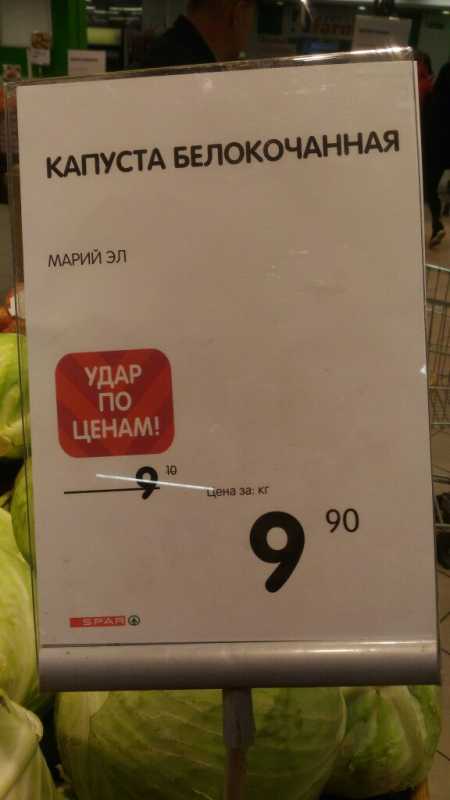 КАПУСТА БЕЛОКОЧАННАЯ
МАРИЙ ЭЛ
УДАР
ПО
ЦЕНАМ!
9 10
Цена за: кг
9 90
SPAR